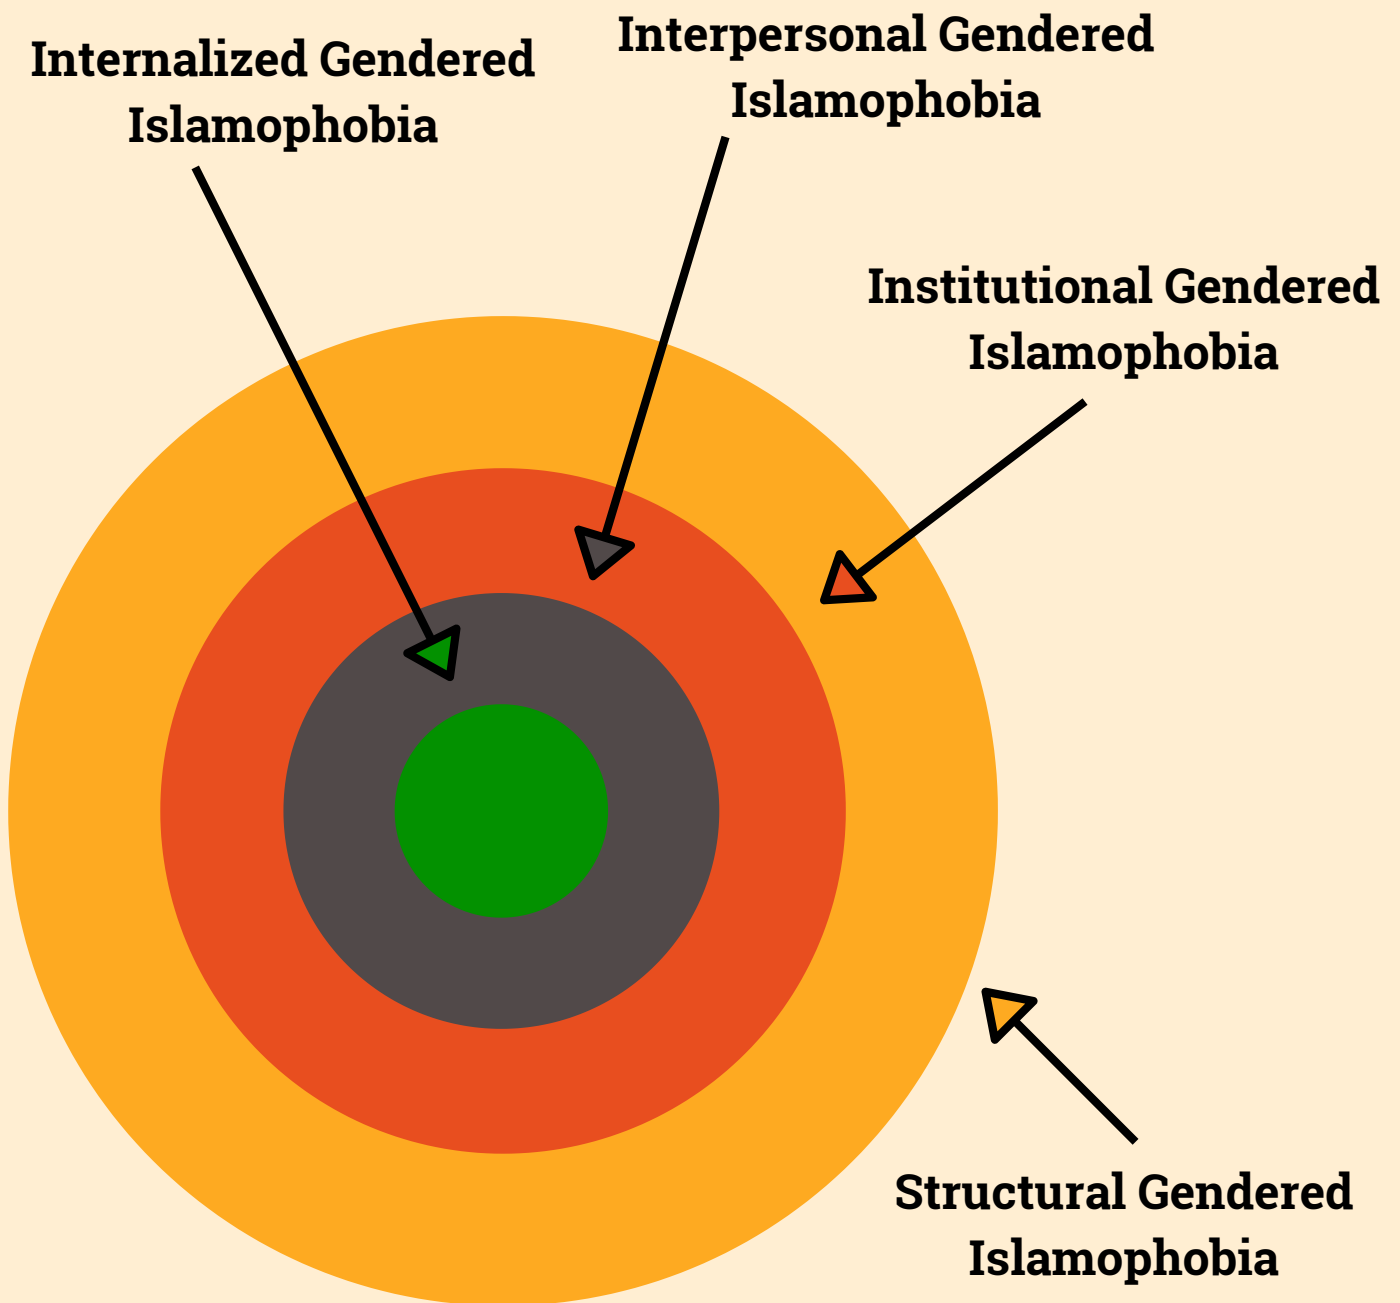 Internalized Gendered
Islamophobia
Interpersonal Gendered
Islamophobia
Institutional Gendered
Islamophobia
Structural Gendered
Islamophobia